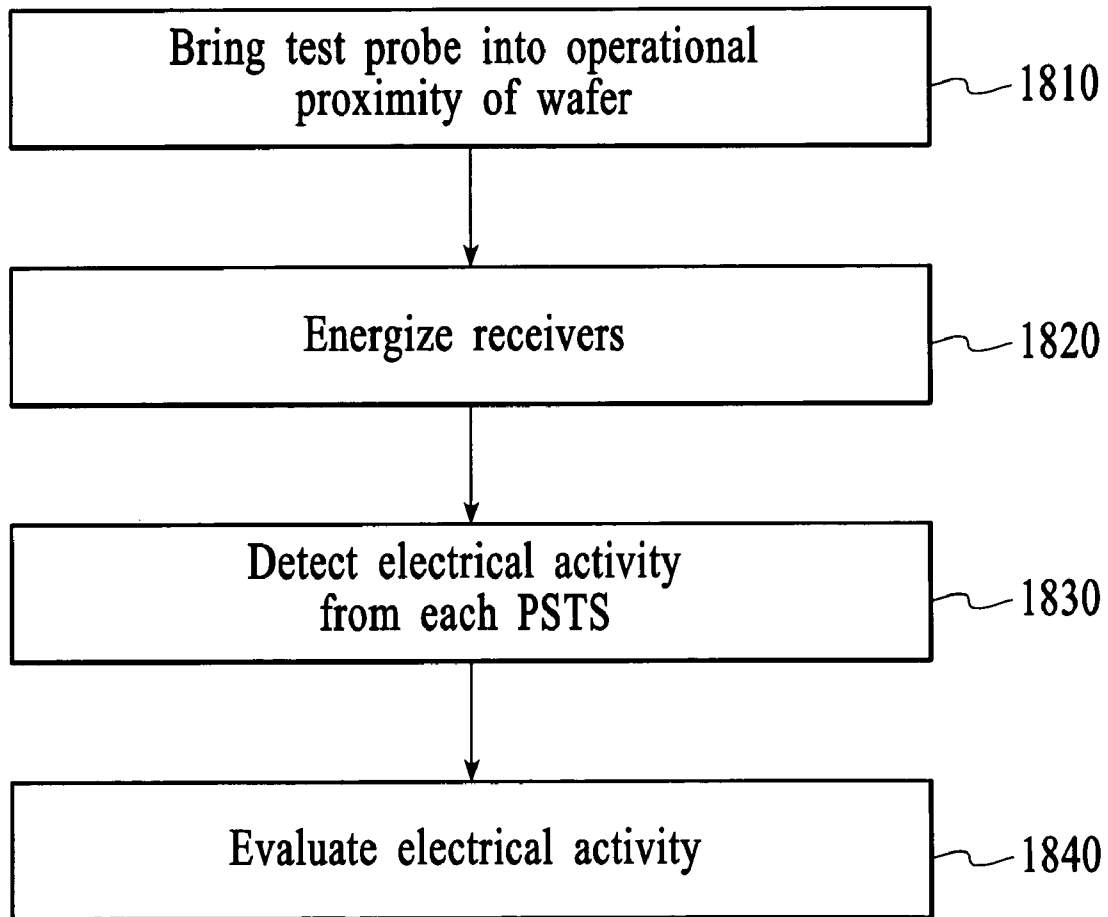 Bring test probe into operational
proximity of wafer
1810
Energize receivers
1820
Detect electrical activity
from each PSTS
1830
Evaluate electrical activity
1840